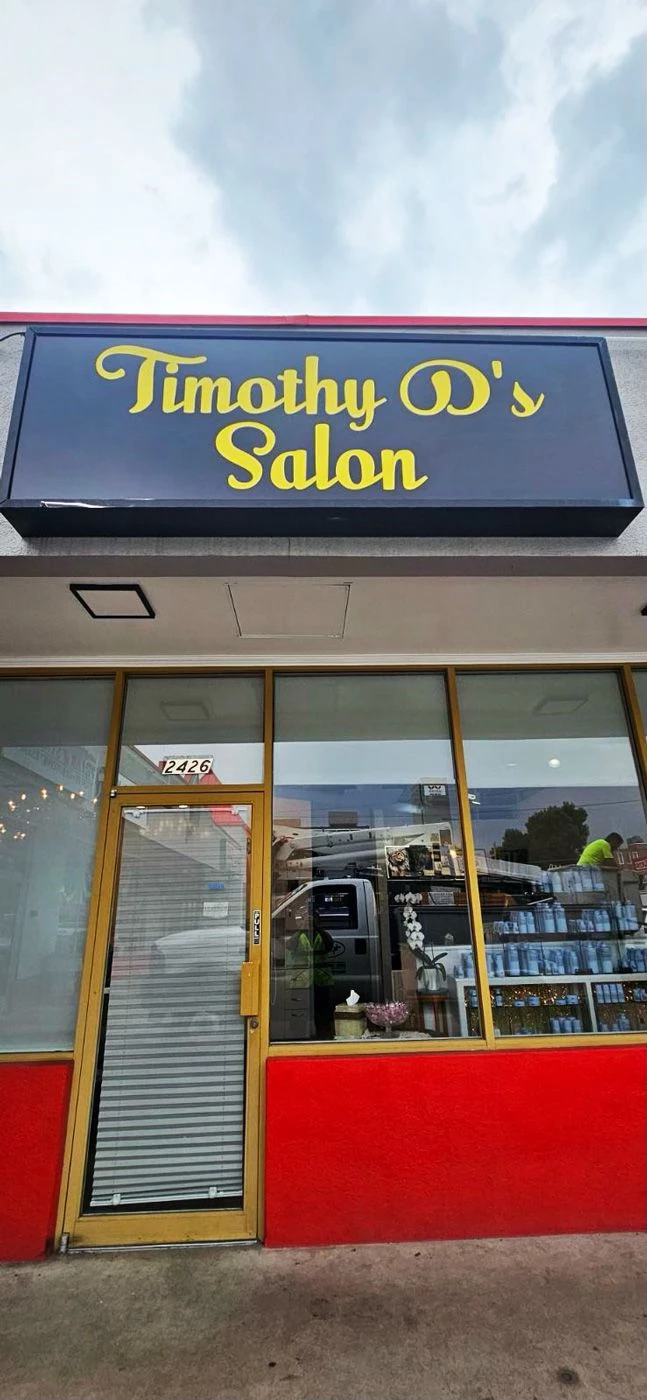 Timothy D's
Salon
2426
PULL